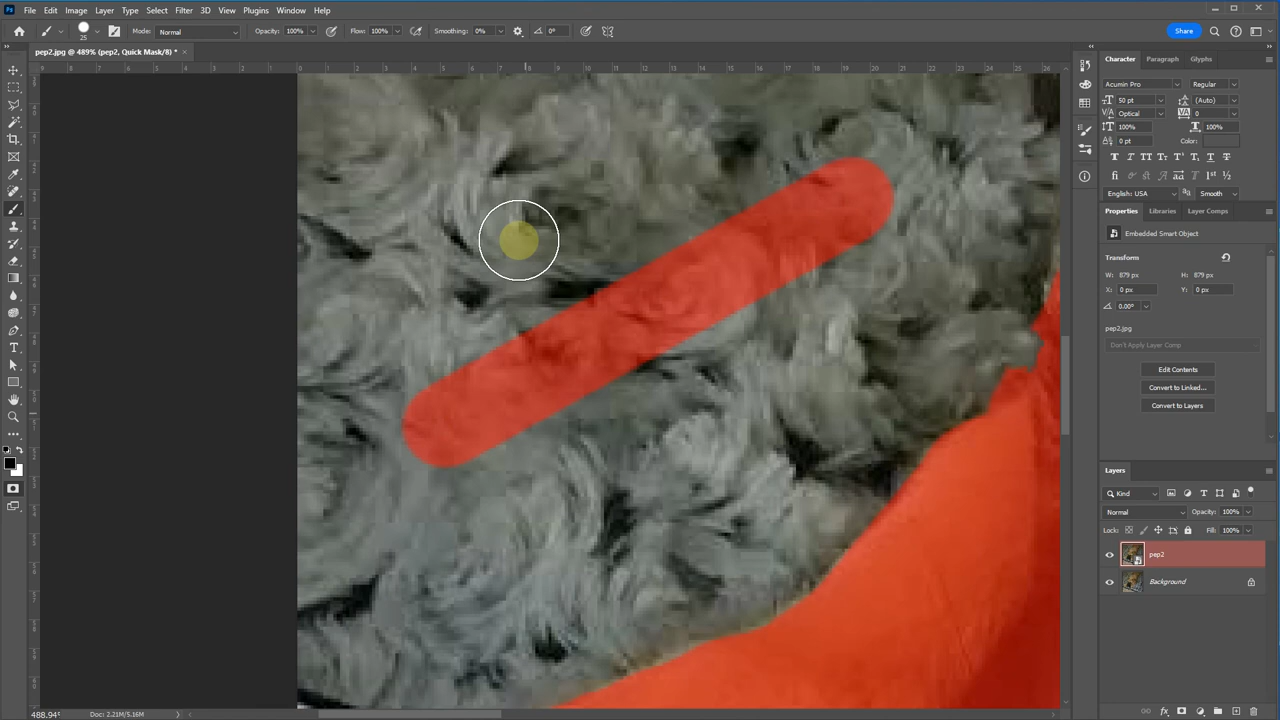 File Edit Image Layer Type Select Filter 3D View Plugins Window Help
25 Mode: Normal Opacity: 100% Flow: 100% Smoothing: 0% 0° Share
pep2.jpg @ 489% (pep2, Quick Mask/8) *
Character Paragraph Glyphs
Acumin Pro Regular
50 pt (Auto)
Optical 0
100% 100%
0 pt Color:
English: USA Smooth
Properties Libraries Layer Comps
Embedded Smart Object
Transform
W: 879 px H: 879 px
X: 0 px Y: 0 px
0.00°
pep2.jpg
Don't Apply Layer Comp
Edit Contents
Convert to Linked...
Convert to Layers
Layers
Kind
Normal Opacity: 100%
Lock: Fill: 100%
pep2
Background
488.94% Doc: 2.21M/5.16M